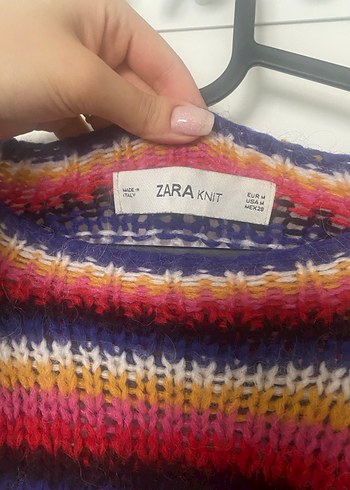 MADE IN
ITALY
ZARA KNIT
EUR M
USA M
MEX 28